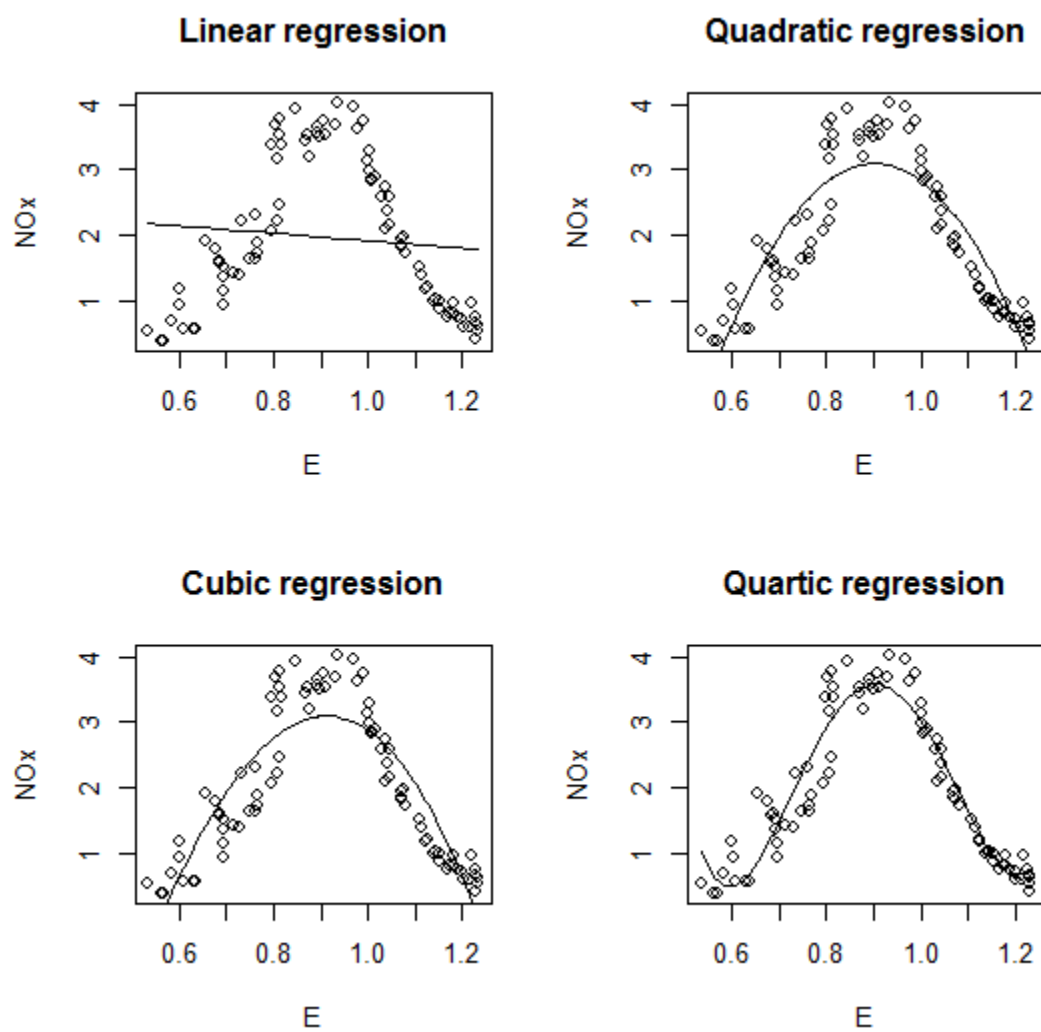 Linear regression
NOx
4
3
2
1
0.6 0.8 1.0 1.2
E
Quadratic regression
NOx
4
3
2
1
0.6 0.8 1.0 1.2
E
Cubic regression
NOx
4
3
2
1
0.6 0.8 1.0 1.2
E
Quartic regression
NOx
4
3
2
1
0.6 0.8 1.0 1.2
E